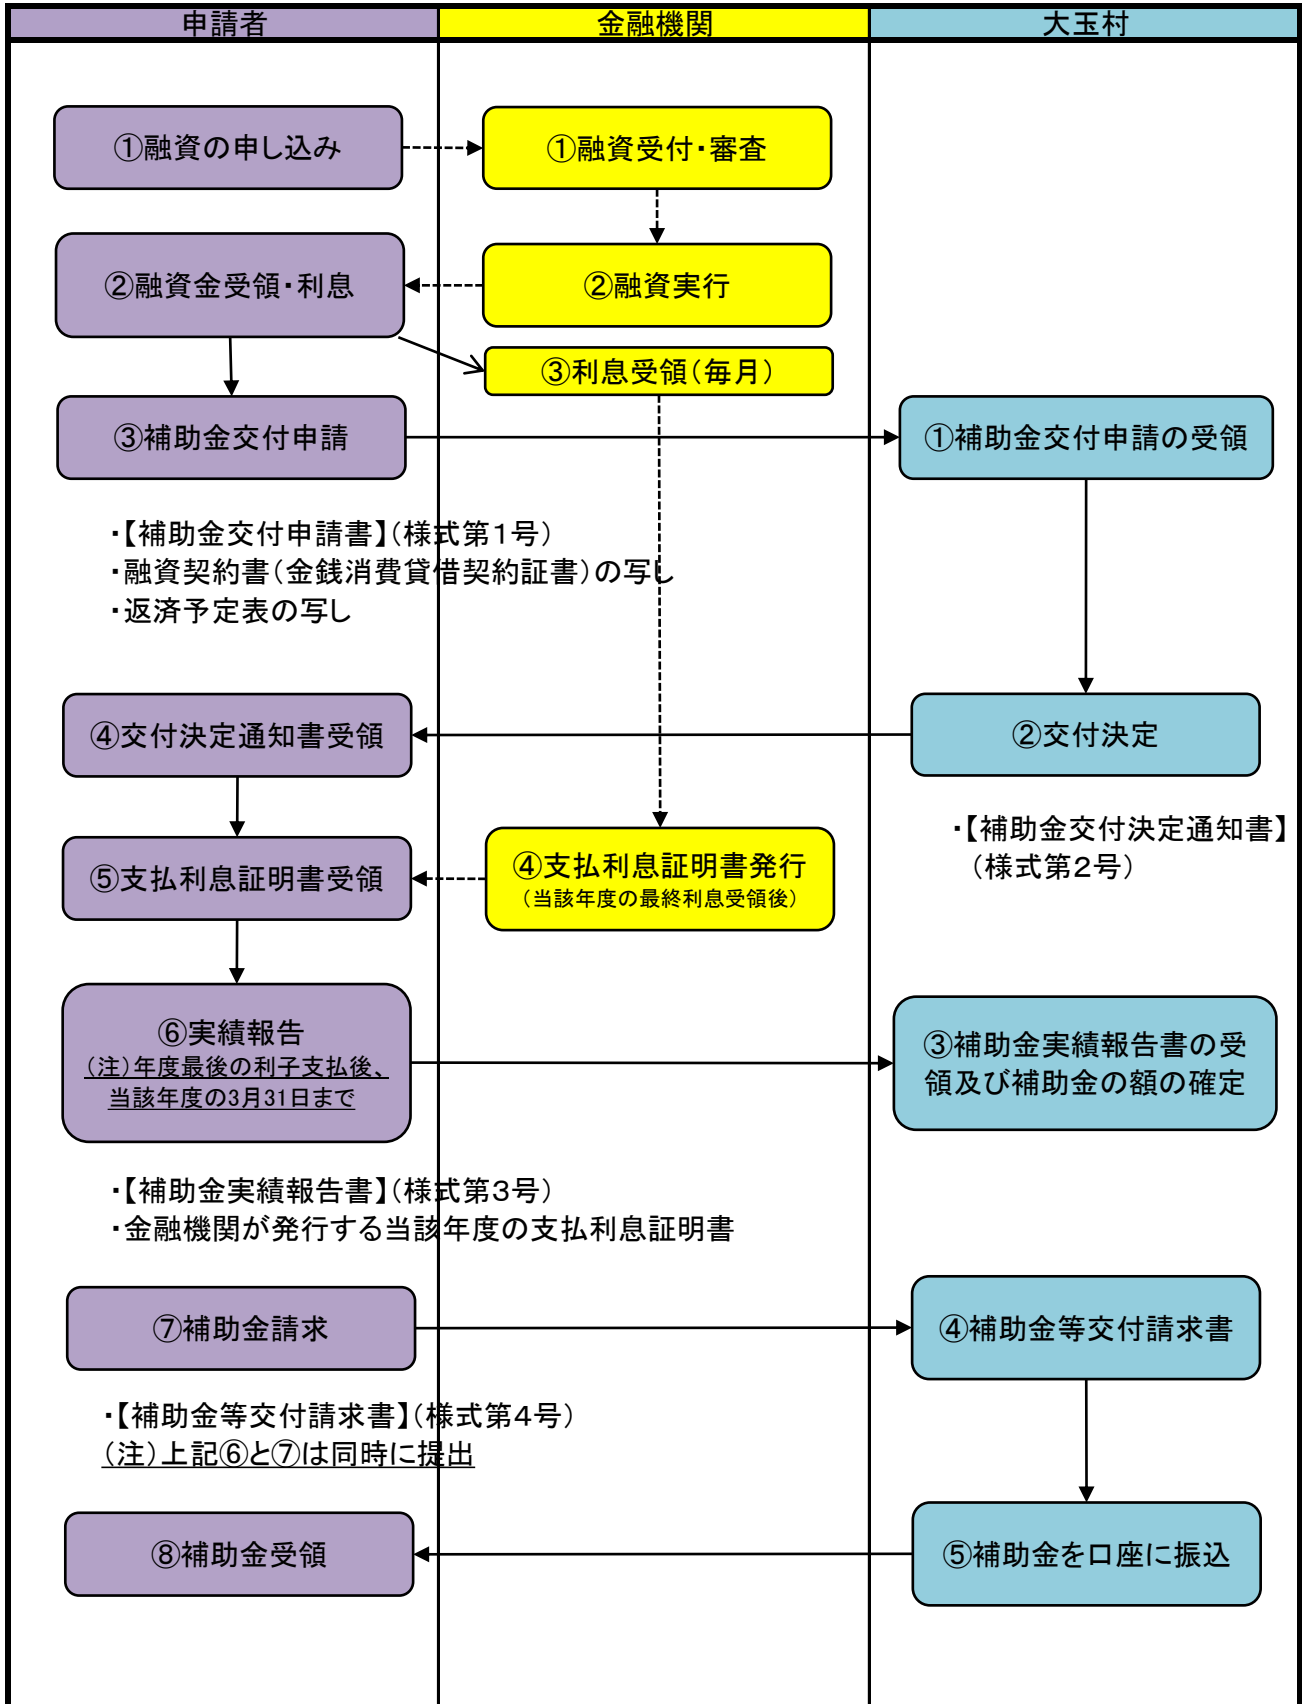 申請者
金融機関
大玉村
①融資の申し込み
①融資受付・審査
②融資金受領・利息
②融資実行
③利息受領（毎月）
③補助金交付申請
①補助金交付申請の受領
・【補助金交付申請書】（様式第１号）
・融資契約書（金銭消費貸借契約証書）の写し
・返済予定表の写し
④交付決定通知書受領
②交付決定
・【補助金交付決定通知書】
（様式第２号）
⑤支払利息証明書受領
④支払利息証明書発行
（当該年度の最終利息受領後）
⑥実績報告
（注）年度最後の利子支払後、
当該年度の3月31日まで
③補助金実績報告書の受
領及び補助金の額の確定
・【補助金実績報告書】（様式第３号）
・金融機関が発行する当該年度の支払利息証明書
⑦補助金請求
④補助金等交付請求書
・【補助金等交付請求書】（様式第４号）
（注）上記⑥と⑦は同時に提出
⑧補助金受領
⑤補助金を口座に振込